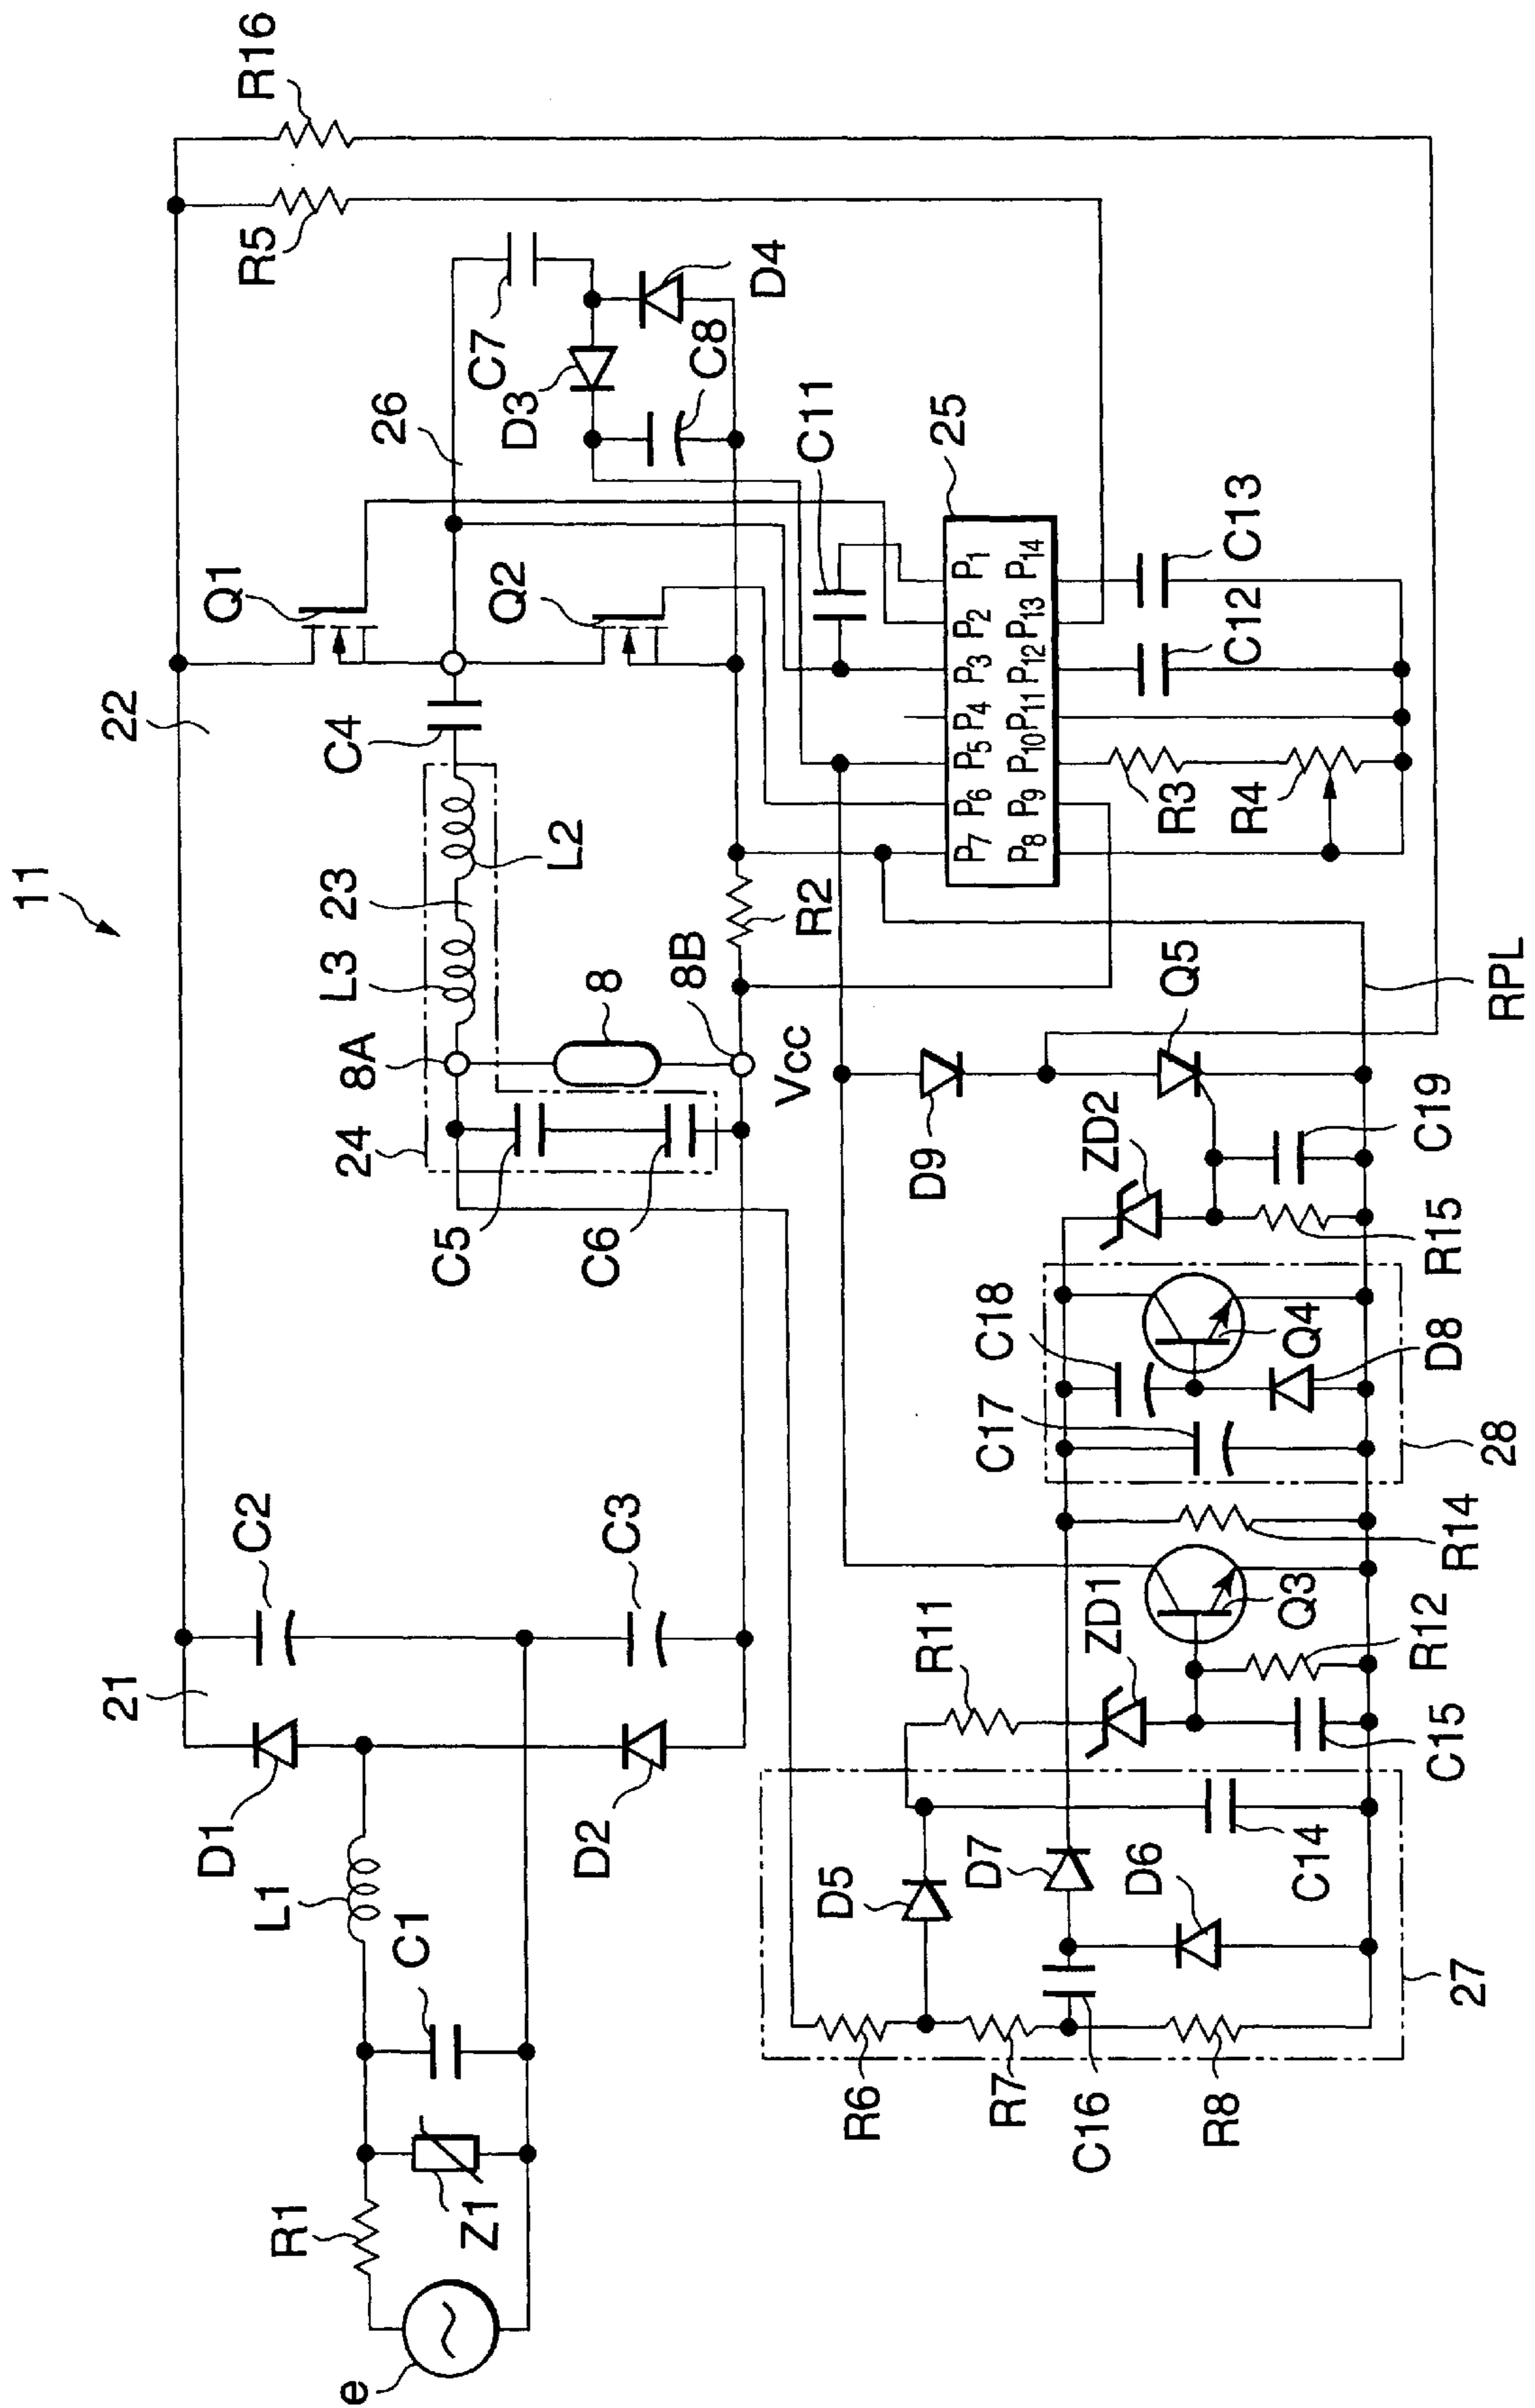 11
R16
R5
Q1
22
26
C7
D3
D4
C8
Q2
C4
L2
23
L3
8A
24
C5
C6
8
8B
R2
C11
25
P7 P6 P5 P4 P3 P2 P1
P8 P9 P10 P11 P12 P13 P14
R3
R4
C12
C13
21
C2
C3
D1
D2
L1
C1
R1
Z1
e
Vcc
D9
Q5
RPL
ZD2
C19
R15
C18
C17
Q4
D8
28
R14
R11
ZD1
Q3
R12
C15
D5
D7
D6
C14
27
R6
R7
C16
R8